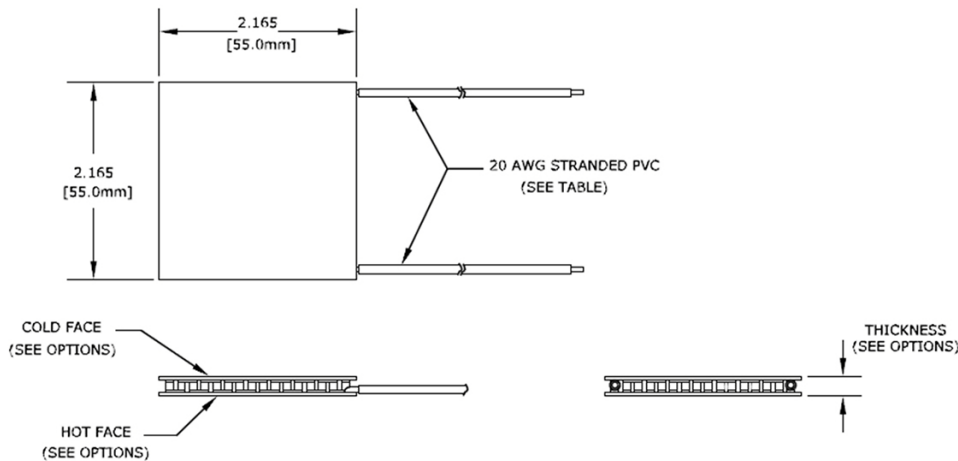 2.165
[55.0mm]
2.165
[55.0mm]
20 AWG STRANDED PVC
(SEE TABLE)
COLD FACE
(SEE OPTIONS)
THICKNESS
(SEE OPTIONS)
HOT FACE
(SEE OPTIONS)